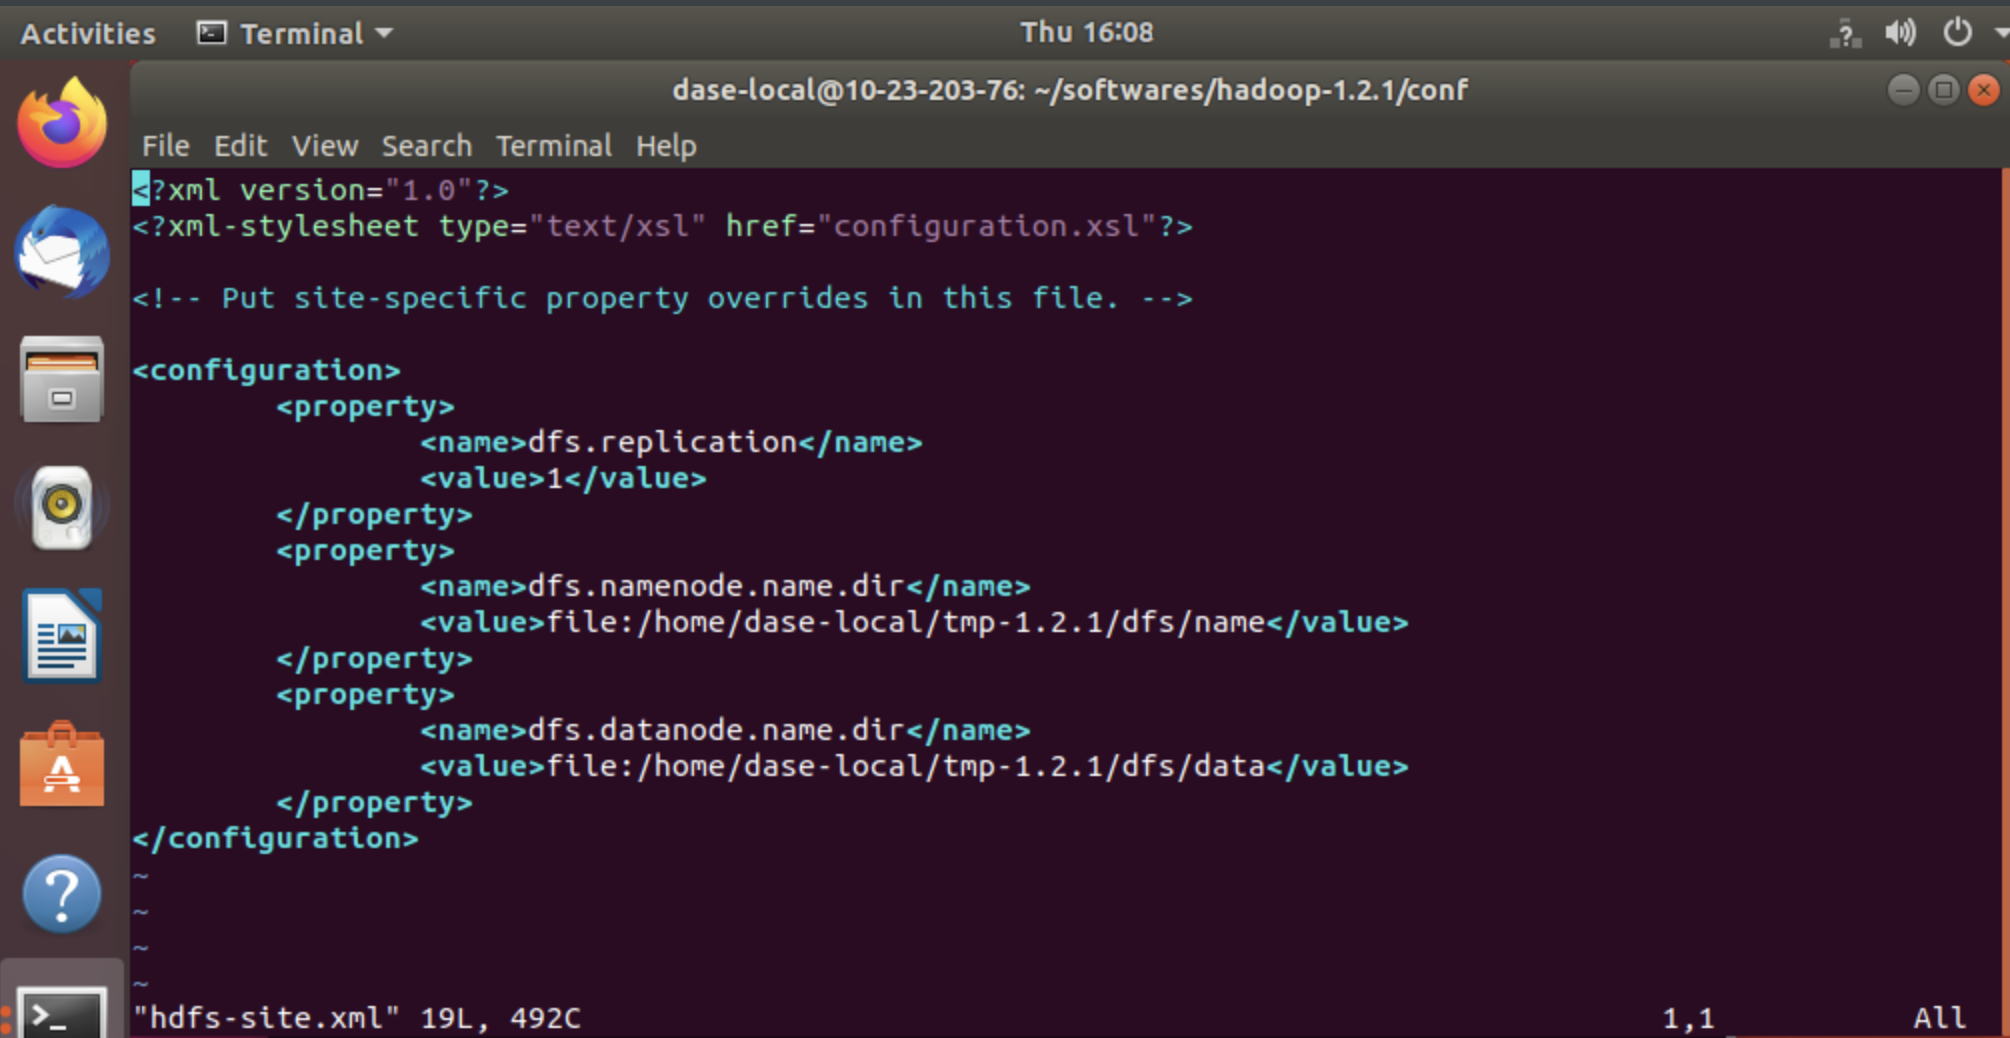 Activities Terminal Thu 16:08
dase-local@10-23-203-76: ~/softwares/hadoop-1.2.1/conf
File Edit View Search Terminal Help
<?xml version="1.0"?>
<?xml-stylesheet type="text/xsl" href="configuration.xsl"?>
<!-- Put site-specific property overrides in this file. -->
<configuration>
<property>
<name>dfs.replication</name>
<value>1</value>
</property>
<property>
<name>dfs.namenode.name.dir</name>
<value>file:/home/dase-local/tmp-1.2.1/dfs/name</value>
</property>
<property>
<name>dfs.datanode.name.dir</name>
<value>file:/home/dase-local/tmp-1.2.1/dfs/data</value>
</property>
</configuration>
~
~
~
~
"hdfs-site.xml" 19L, 492C 1,1 All